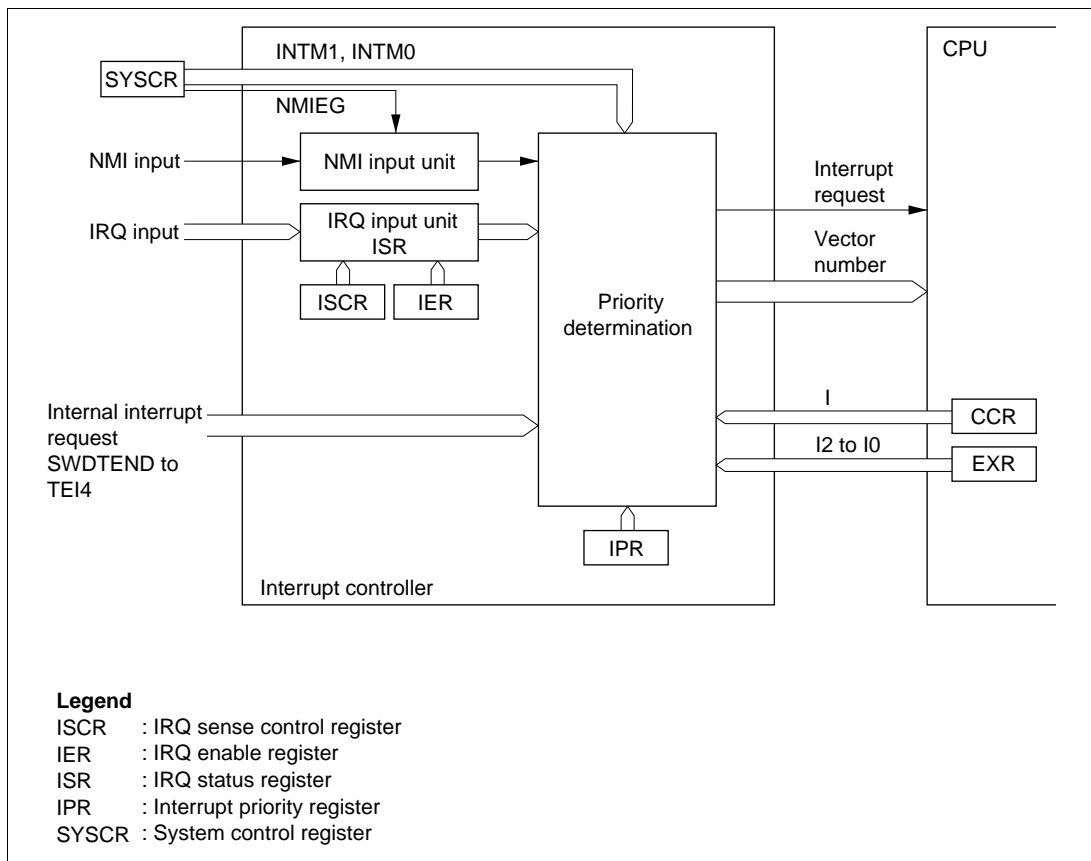 INTM1, INTM0
CPU
SYSCR
NMIEG
NMI input
NMI input unit
Interrupt
request
IRQ input
IRQ input unit
ISR
Vector
number
ISCR
IER
Priority
determination
Internal interrupt
request
SWDTEND to
TEI4
I
CCR
I2 to I0
EXR
IPR
Interrupt controller
Legend
ISCR : IRQ sense control register
IER : IRQ enable register
ISR : IRQ status register
IPR : Interrupt priority register
SYSCR : System control register